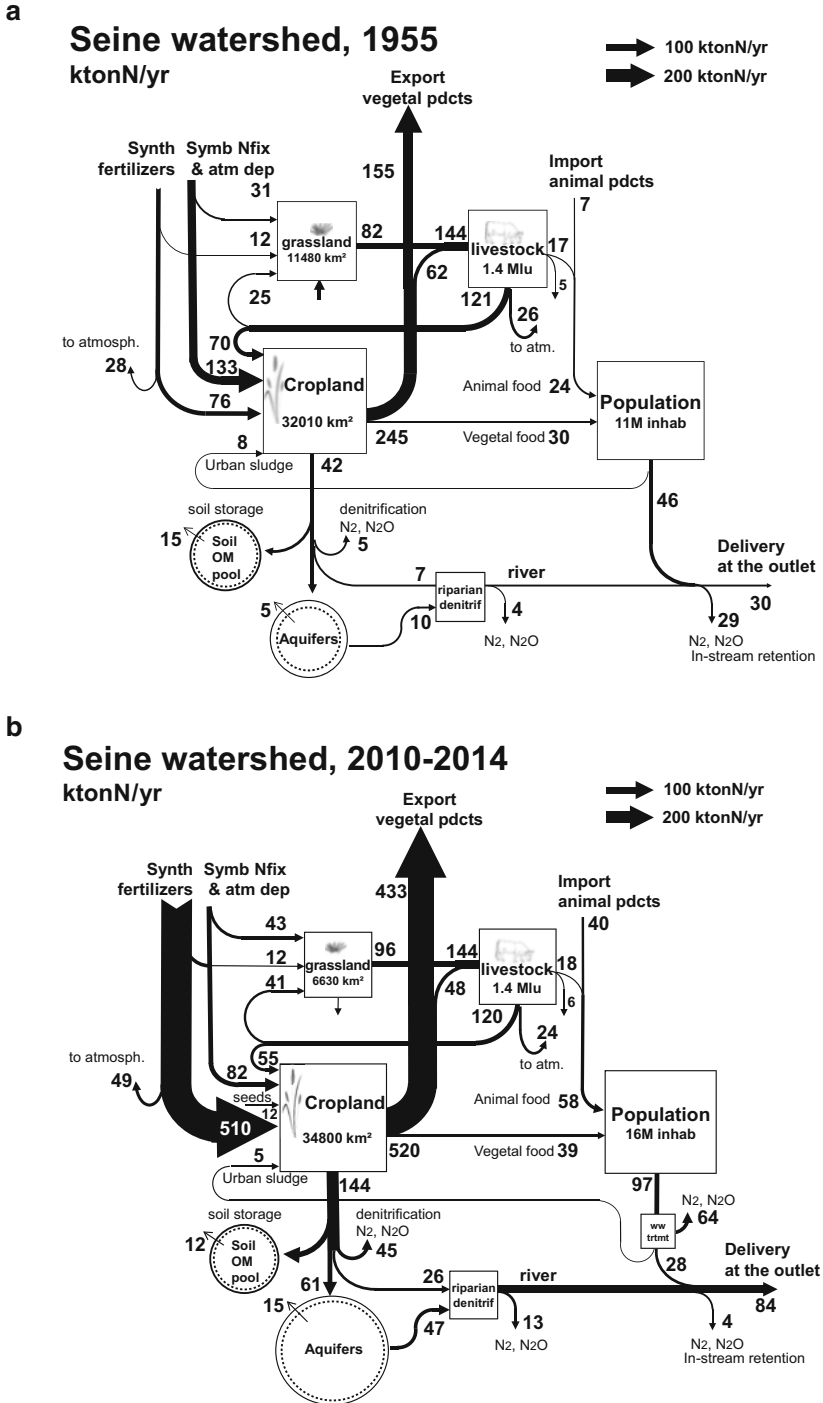 a
Seine watershed, 1955
ktonN/yr
100 ktonN/yr
200 ktonN/yr
Export
vegetal pdcts
Synth
fertilizers
Symb Nfix
& atm dep
155
Import
animal pdcts
7
31
12
25
grassland
11480 km²
82
144
62
livestock
1.4 Mlu
17
5
121
26
to atm.
to atmosph.
28
70
133
76
8
Urban sludge
Cropland
32010 km²
245
42
Animal food 24
Vegetal food 30
Population
11M inhab
46
soil storage
15
Soil
OM
pool
denitrification
N2, N2O
5
5
Aquifers
7
10
riparian
denitrif
river
4
N2, N2O
Delivery
at the outlet
30
29
N2, N2O
In-stream retention
b
Seine watershed, 2010-2014
ktonN/yr
100 ktonN/yr
200 ktonN/yr
Export
vegetal pdcts
Synth
fertilizers
Symb Nfix
& atm dep
433
Import
animal pdcts
40
43
12
41
grassland
6630 km²
96
144
48
livestock
1.4 Mlu
18
6
120
24
to atm.
to atmosph.
49
55
82
seeds
12
510
5
Urban sludge
Cropland
34800 km²
520
144
Animal food 58
Vegetal food 39
Population
16M inhab
97
N2, N2O
64
ww
trtmt
28
soil storage
12
Soil
OM
pool
denitrification
N2, N2O
45
61
15
Aquifers
26
47
riparian
denitrif
river
13
N2, N2O
Delivery
at the outlet
84
4
N2, N2O
In-stream retention